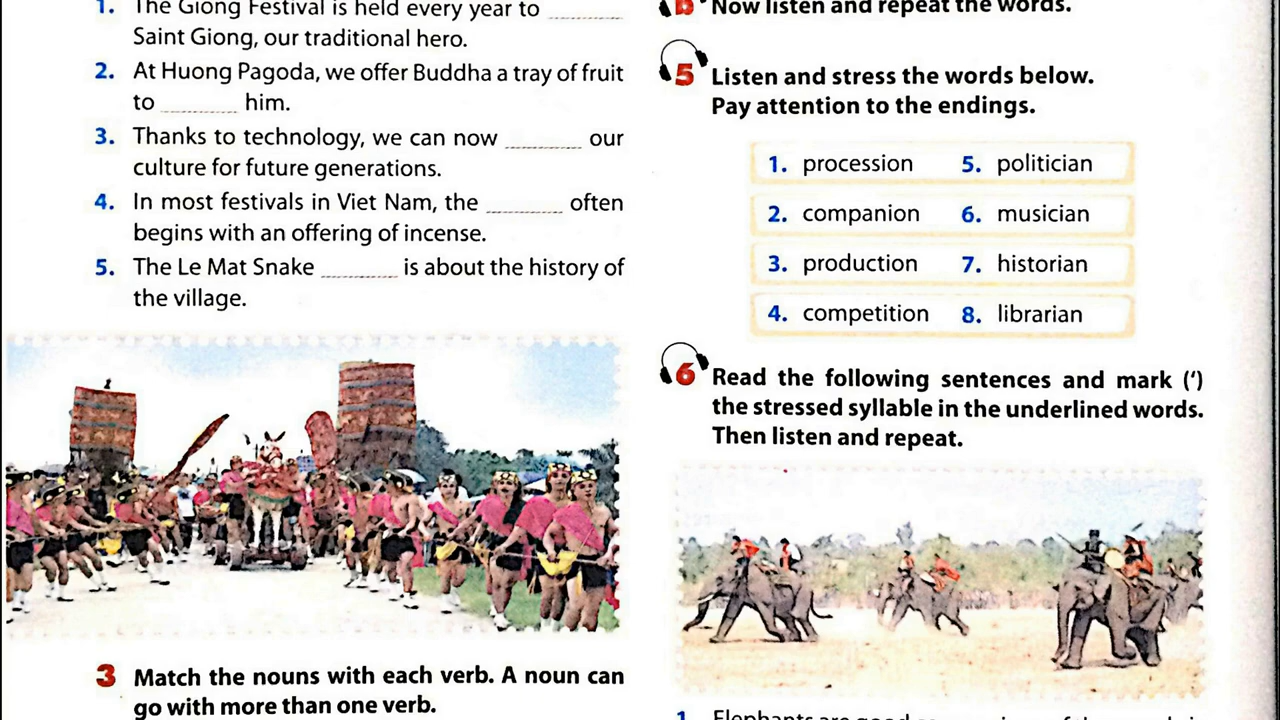 1. The Giong Festival is held every year to ________
Saint Giong, our traditional hero.
2. At Huong Pagoda, we offer Buddha a tray of fruit
to ________ him.
3. Thanks to technology, we can now ________ our
culture for future generations.
4. In most festivals in Viet Nam, the ________ often
begins with an offering of incense.
5. The Le Mat Snake ________ is about the history of
the village.
3 Match the nouns with each verb. A noun can
go with more than one verb.
b Now listen and repeat the words.
5 Listen and stress the words below.
Pay attention to the endings.
1. procession 5. politician
2. companion 6. musician
3. production 7. historian
4. competition 8. librarian
6 Read the following sentences and mark (‘)
the stressed syllable in the underlined words.
Then listen and repeat.
1. Elephants are good